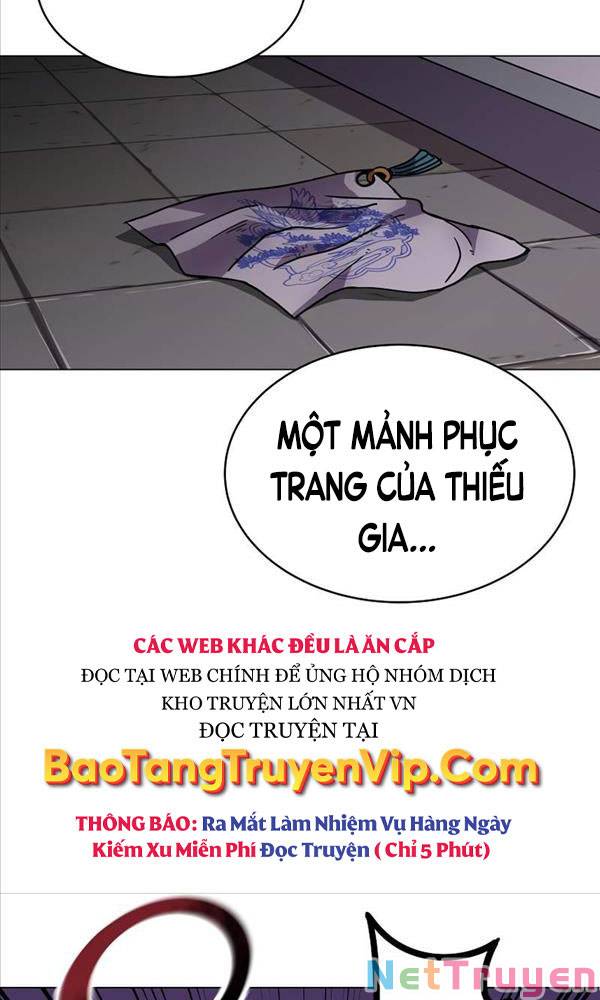 MỘT MẢNH PHỤC
TRANG CỦA THIẾU
GIA...
CÁC WEB KHÁC ĐỀU LÀ ĂN CẮP
ĐỌC TẠI WEB CHÍNH ĐỂ ỦNG HỘ NHÓM DỊCH
KHO TRUYỆN LỚN NHẤT VN
ĐỌC TRUYỆN TẠI
BaoTangTruyenVip.Com
THÔNG BÁO: Ra Mắt Làm Nhiệm Vụ Hàng Ngày
Kiếm Xu Miễn Phí Đọc Truyện ( Chỉ 5 Phút)
NetTruyen